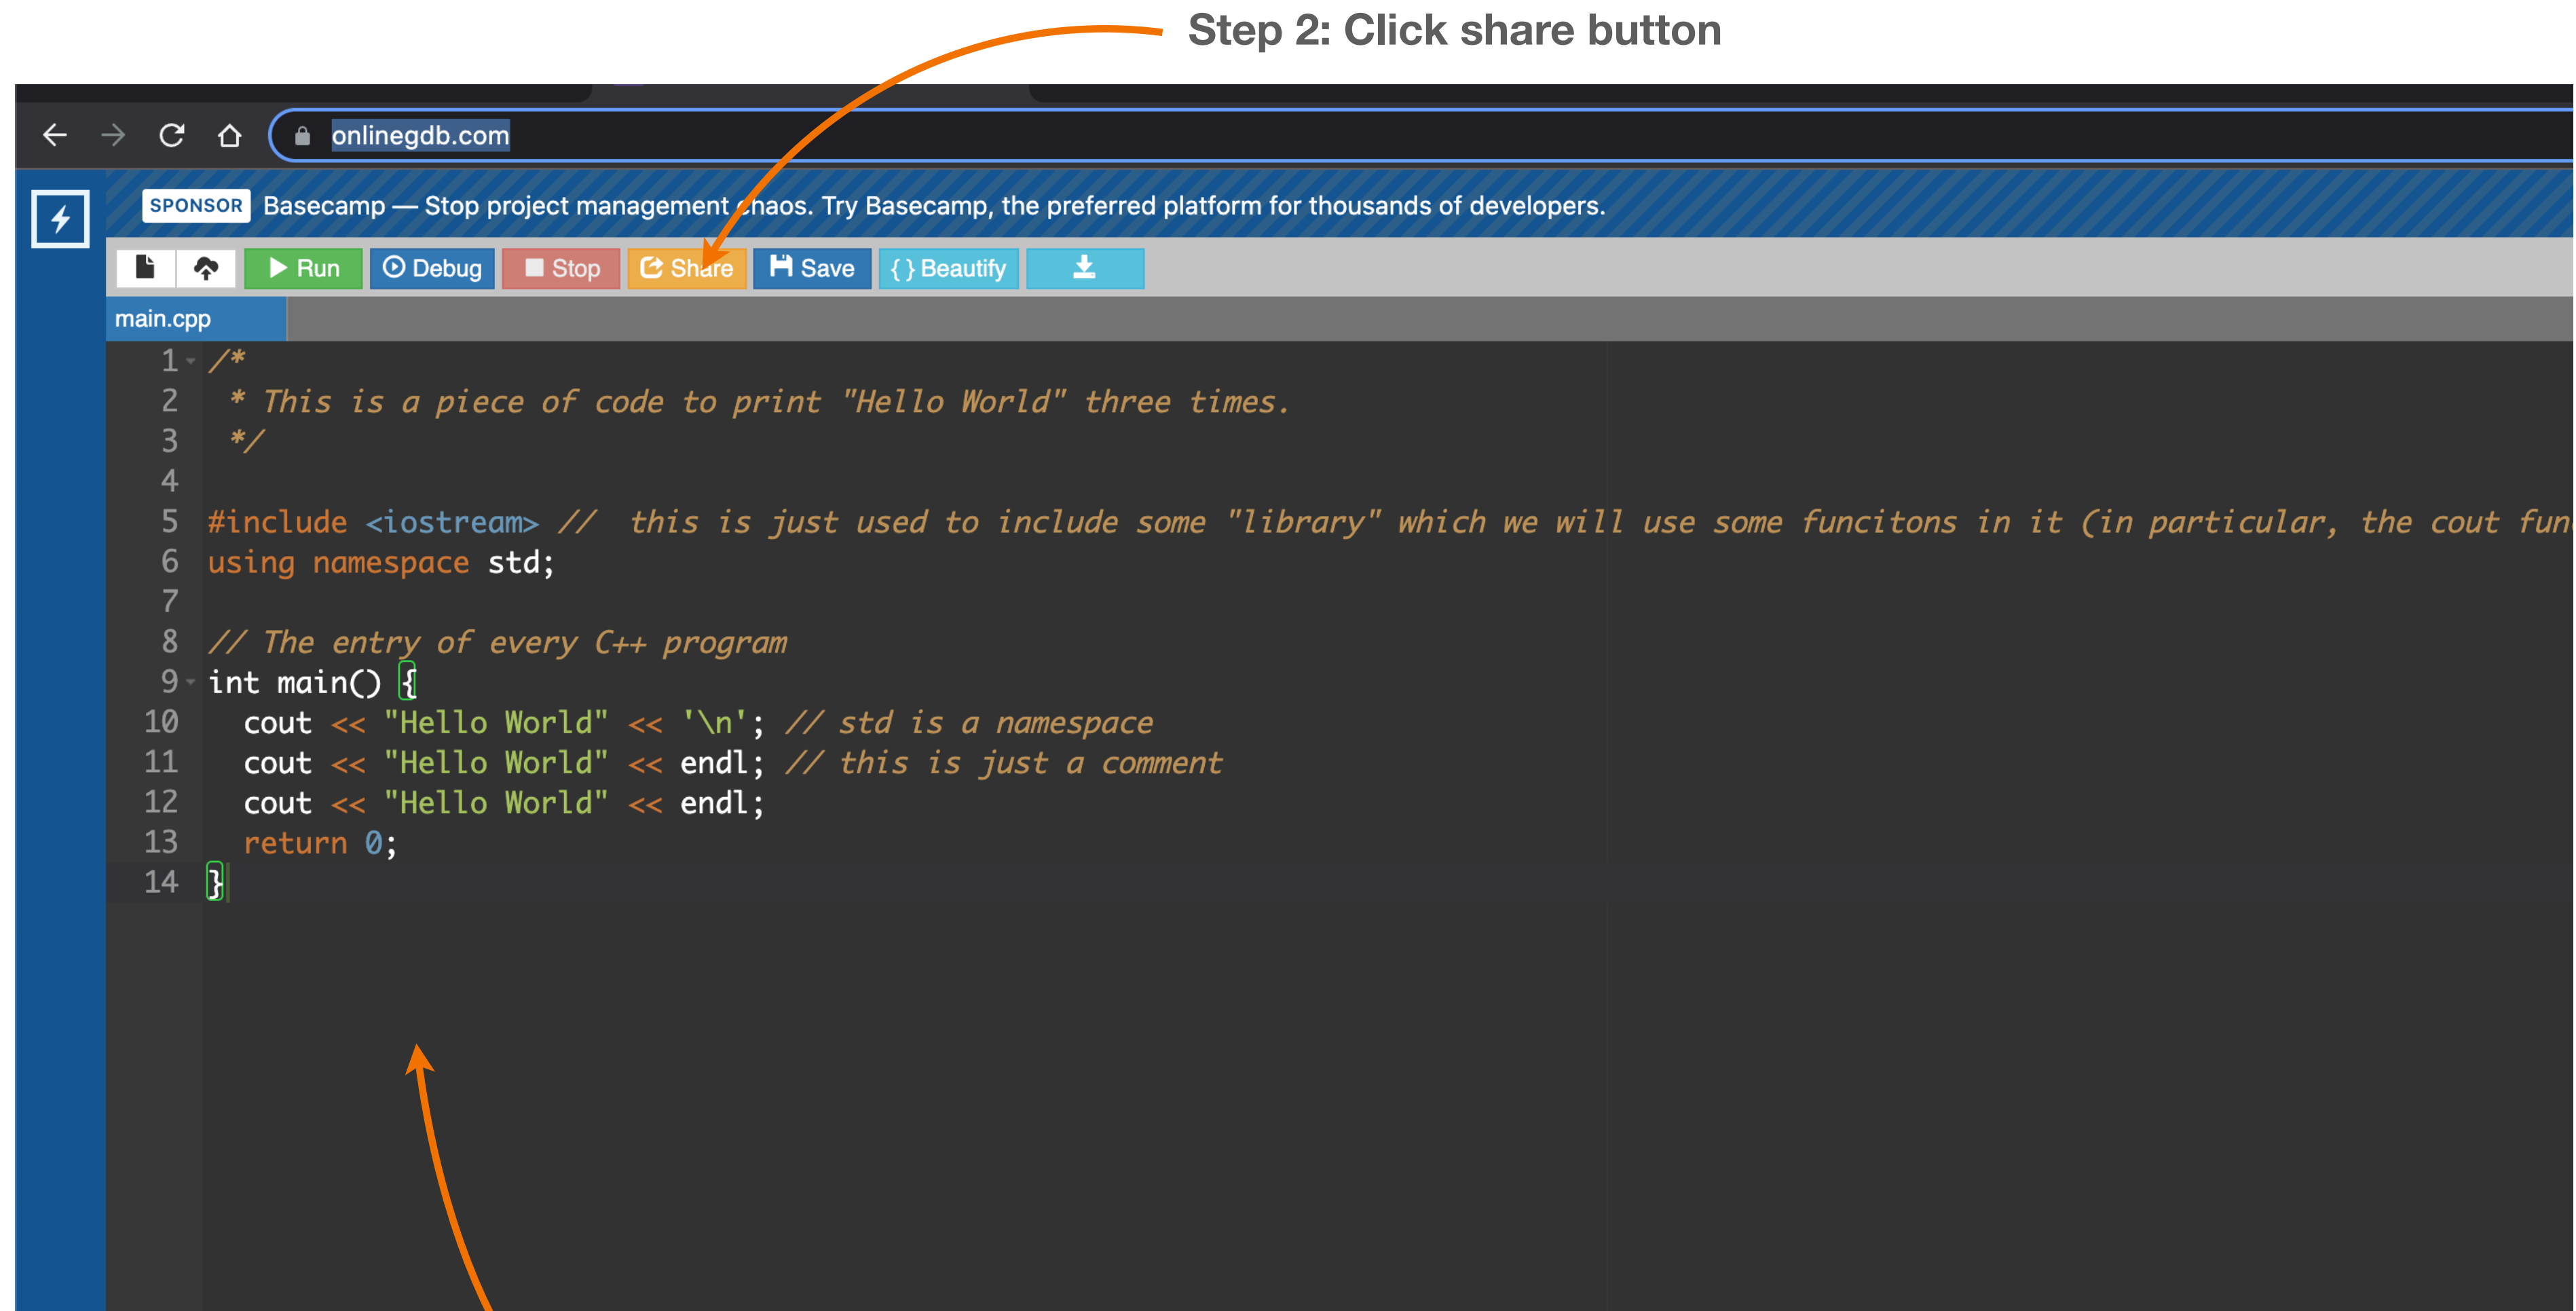 Step 2: Click share button
onlinegdb.com
SPONSOR Basecamp — Stop project management chaos. Try Basecamp, the preferred platform for thousands of developers.
Run Debug Stop Share Save {} Beautify
main.cpp
1 /*
2 * This is a piece of code to print "Hello World" three times.
3 */
4
5 #include <iostream> // this is just used to include some "library" which we will use some funcitons in it (in particular, the cout fun
6 using namespace std;
7
8 // The entry of every C++ program
9 int main() {
10 cout << "Hello World" << '\n'; // std is a namespace
11 cout << "Hello World" << endl; // this is just a comment
12 cout << "Hello World" << endl;
13 return 0;
14 }